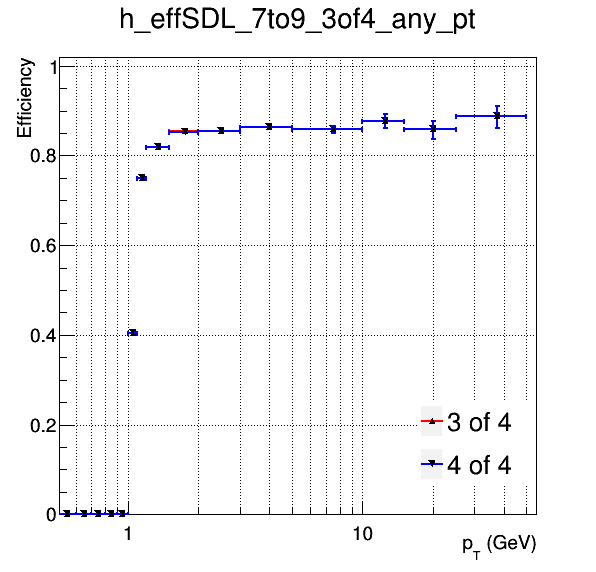 h_effSDL_7to9_3of4_any_pt
Efficiency
1
0.8
0.6
0.4
0.2
0
3 of 4
4 of 4
1
10
p_T (GeV)